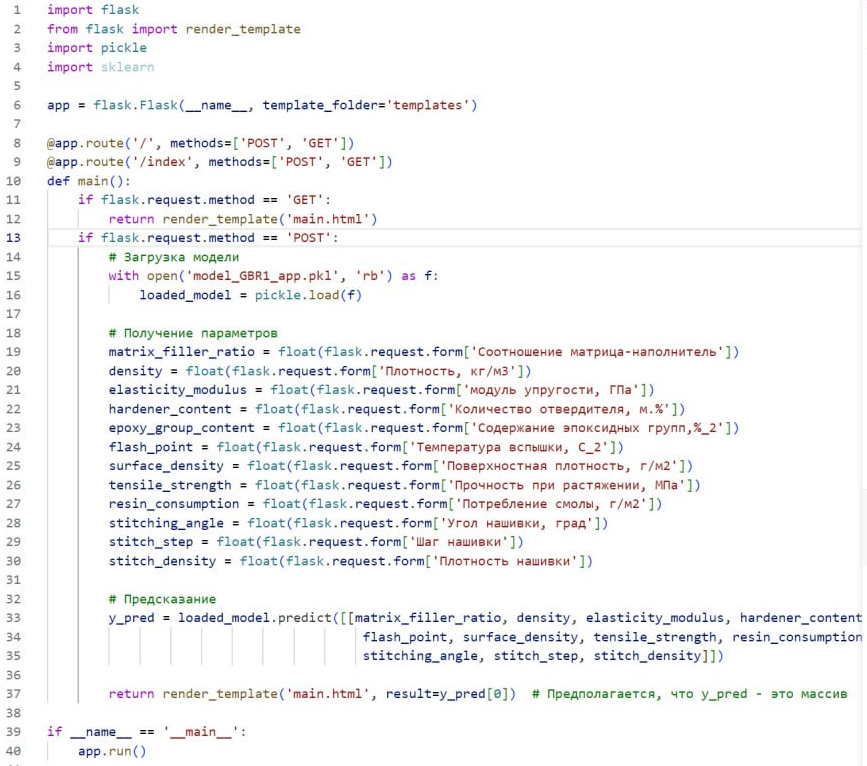 1 import flask
2 from flask import render_template
3 import pickle
4 import sklearn
5
6 app = flask.Flask(__name__, template_folder='templates')
7
8 @app.route('/', methods=['POST', 'GET'])
9 @app.route('/index', methods=['POST', 'GET'])
10 def main():
11     if flask.request.method == 'GET':
12         return render_template('main.html')
13     if flask.request.method == 'POST':
14         # Загрузка модели
15         with open('model_GBR1_app.pkl', 'rb') as f:
16             loaded_model = pickle.load(f)
17
18         # Получение параметров
19         matrix_filler_ratio = float(flask.request.form['Соотношение матрица-наполнитель'])
20         density = float(flask.request.form['Плотность, кг/м3'])
21         elasticity_modulus = float(flask.request.form['модуль упругости, ГПа'])
22         hardener_content = float(flask.request.form['Количество отвердителя, м.%'])
23         epoxy_group_content = float(flask.request.form['Содержание эпоксидных групп,%_2'])
24         flash_point = float(flask.request.form['Температура вспышки, С_2'])
25         surface_density = float(flask.request.form['Поверхностная плотность, г/м2'])
26         tensile_strength = float(flask.request.form['Прочность при растяжении, МПа'])
27         resin_consumption = float(flask.request.form['Потребление смолы, г/м2'])
28         stitching_angle = float(flask.request.form['Угол нашивки, град'])
29         stitch_step = float(flask.request.form['Шаг нашивки'])
30         stitch_density = float(flask.request.form['Плотность нашивки'])
31
32         # Предсказание
33         y_pred = loaded_model.predict([[matrix_filler_ratio, density, elasticity_modulus, hardener_content
34                                         flash_point, surface_density, tensile_strength, resin_consumption
35                                         stitching_angle, stitch_step, stitch_density]])
36
37         return render_template('main.html', result=y_pred[0])  # Предполагается, что y_pred - это массив
38
39 if __name__ == '__main__':
40     app.run()